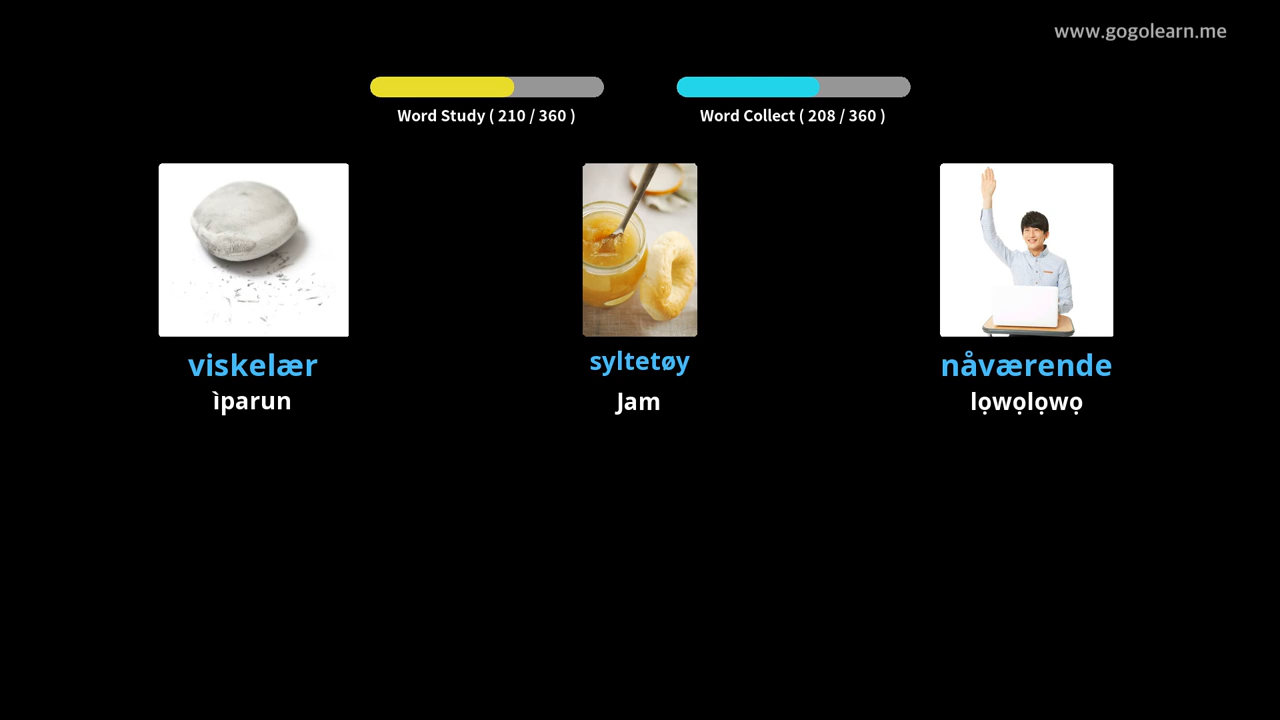 www.gogolearn.me
Word Study ( 210 / 360 )
Word Collect ( 208 / 360 )
viskelær
syltetøy
nåværende
ìparun
Jam
lọwọlọwọ